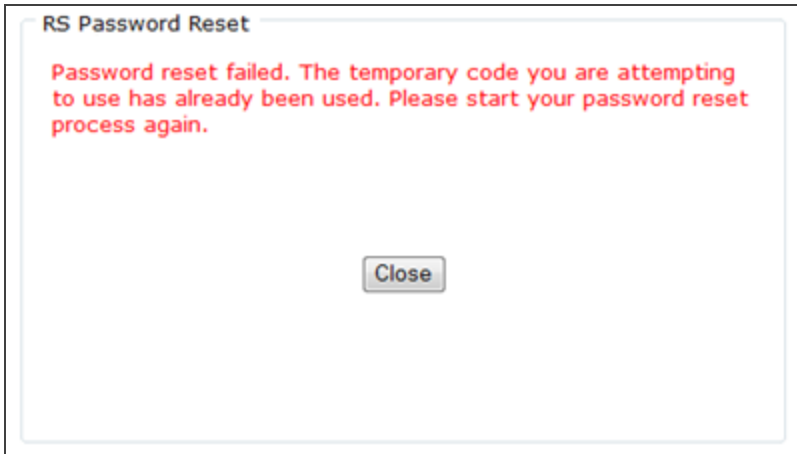 RS Password Reset
Password reset failed. The temporary code you are attempting
to use has already been used. Please start your password reset
process again.
Close